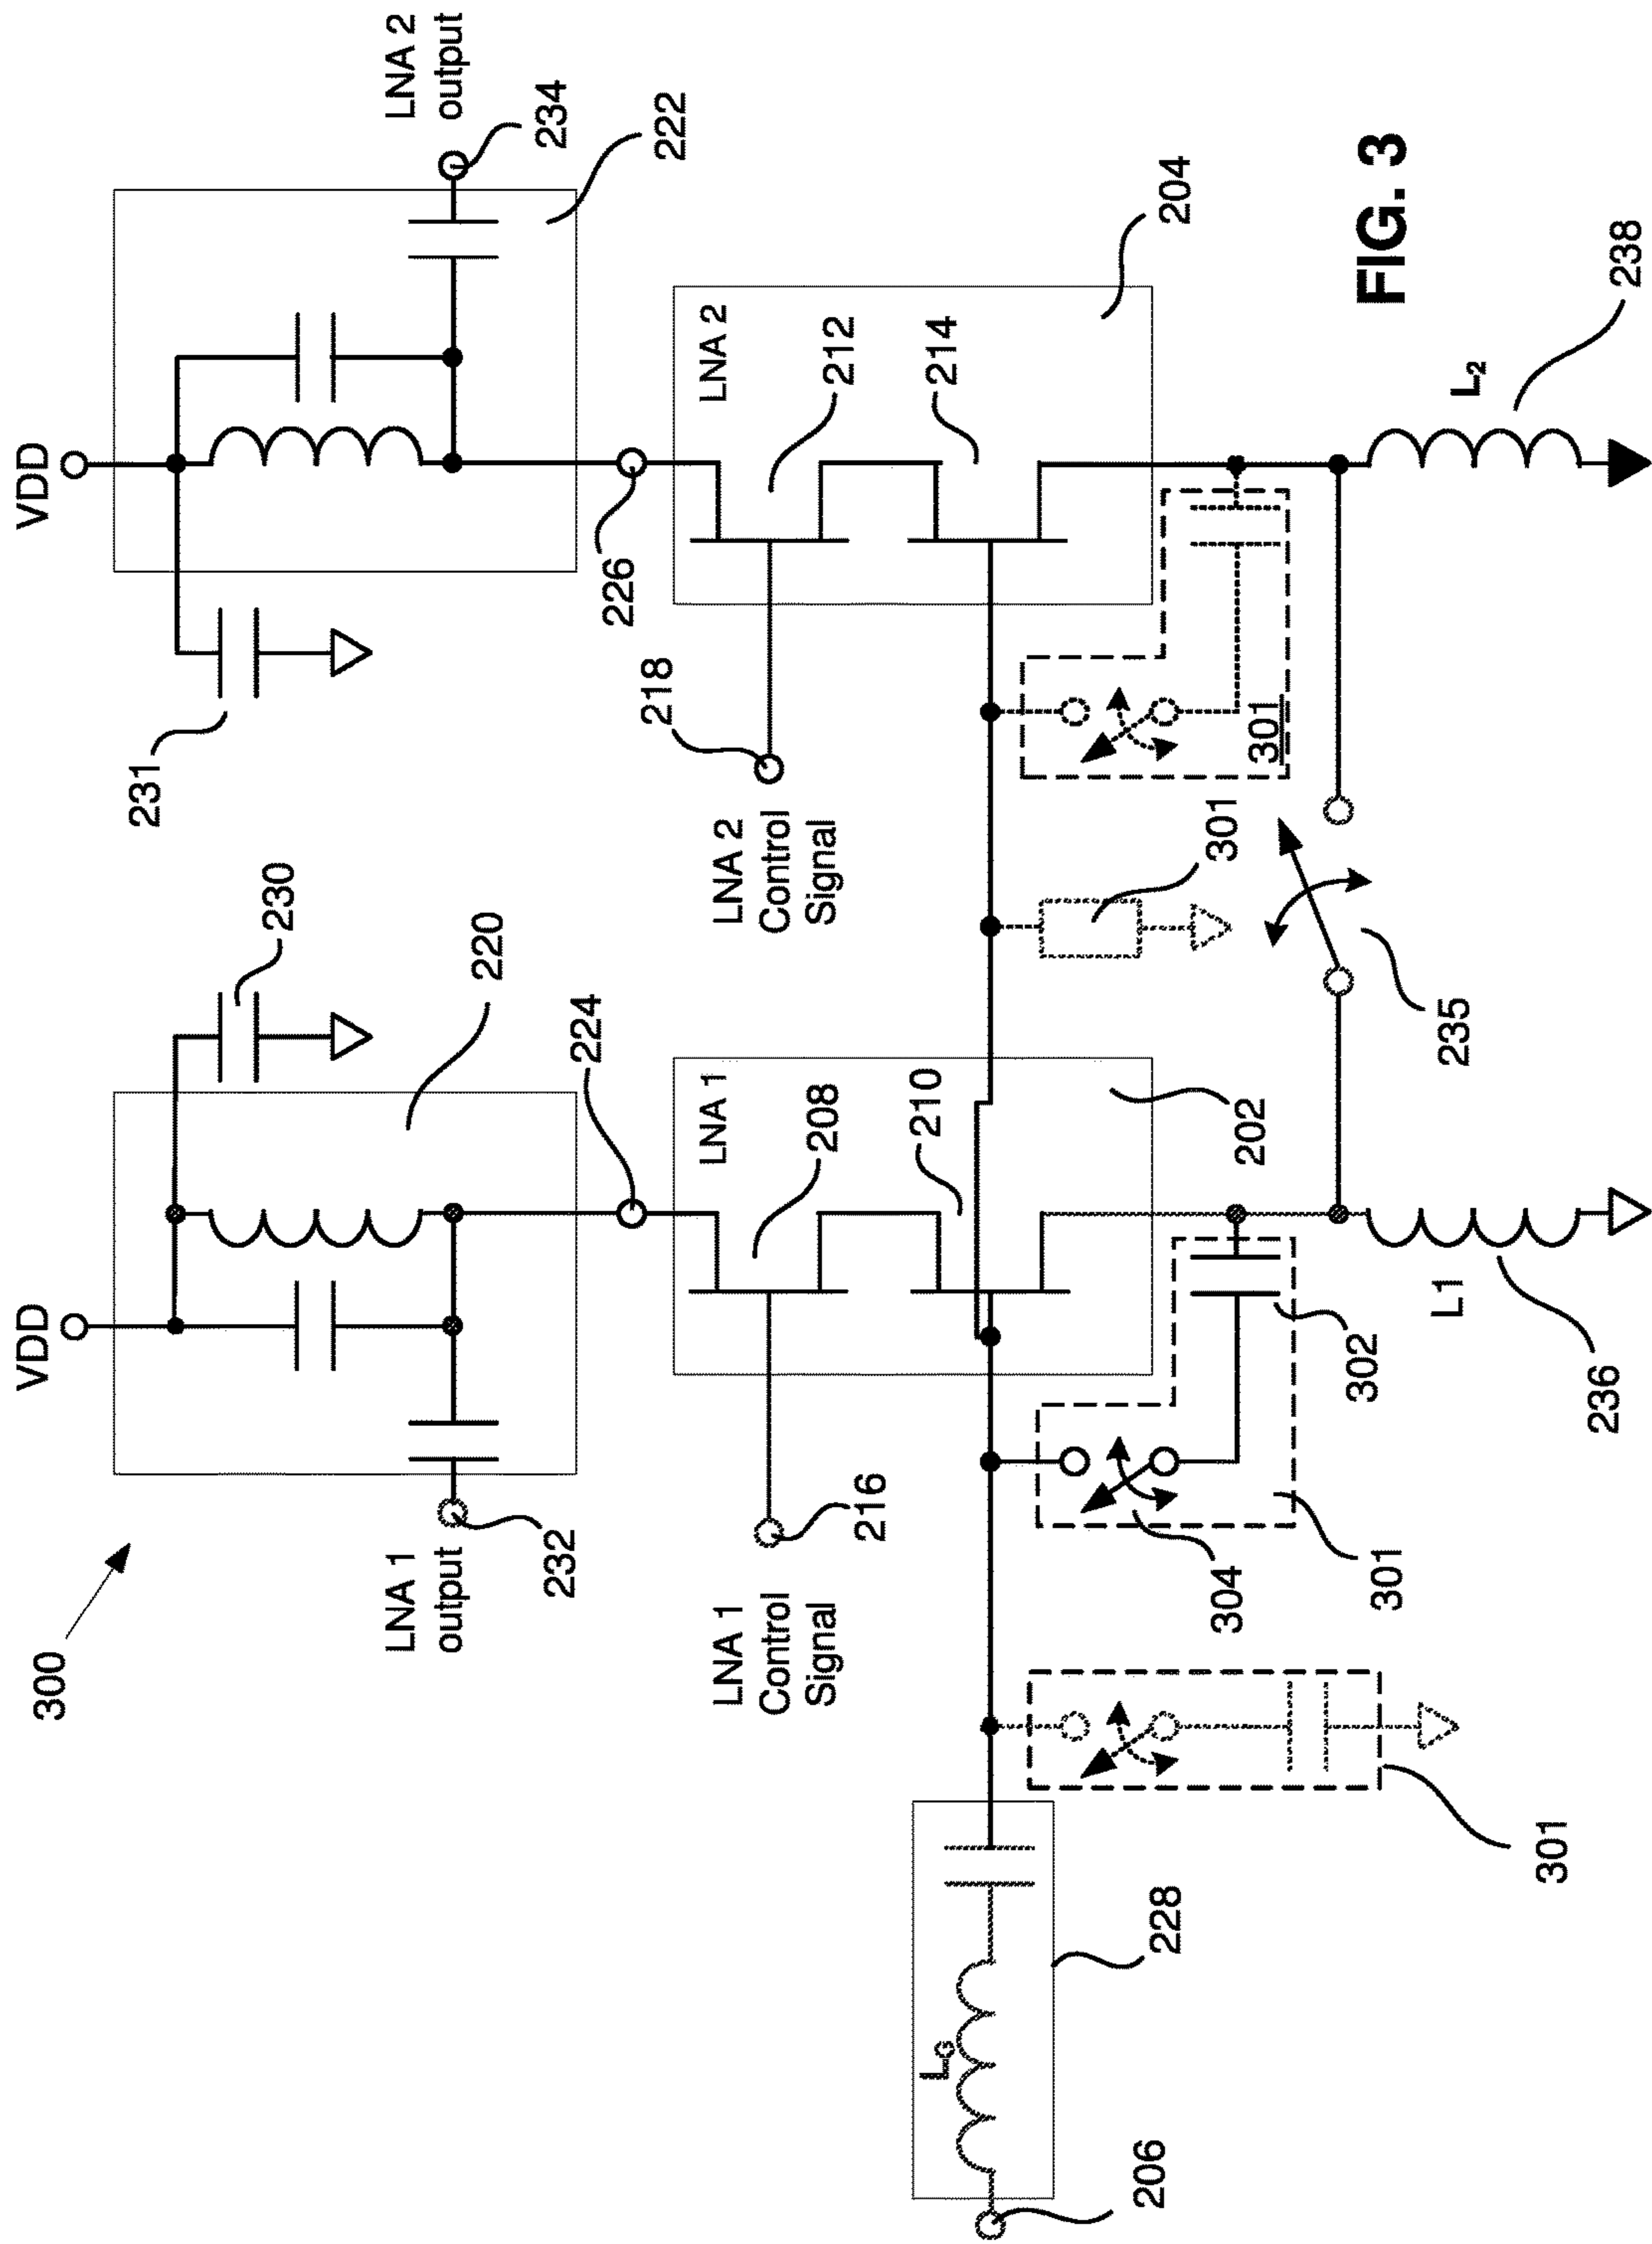 300
VDD
VDD
230
231
220
222
LNA 1
output
232
LNA 2
output
234
224
226
LNA 1
Control
Signal
216
LNA 1
208
210
202
LNA 2
Control
Signal
218
LNA 2
212
214
204
206
LG
228
301
304
301
302
301
301
235
L1
236
L2
238
FIG. 3